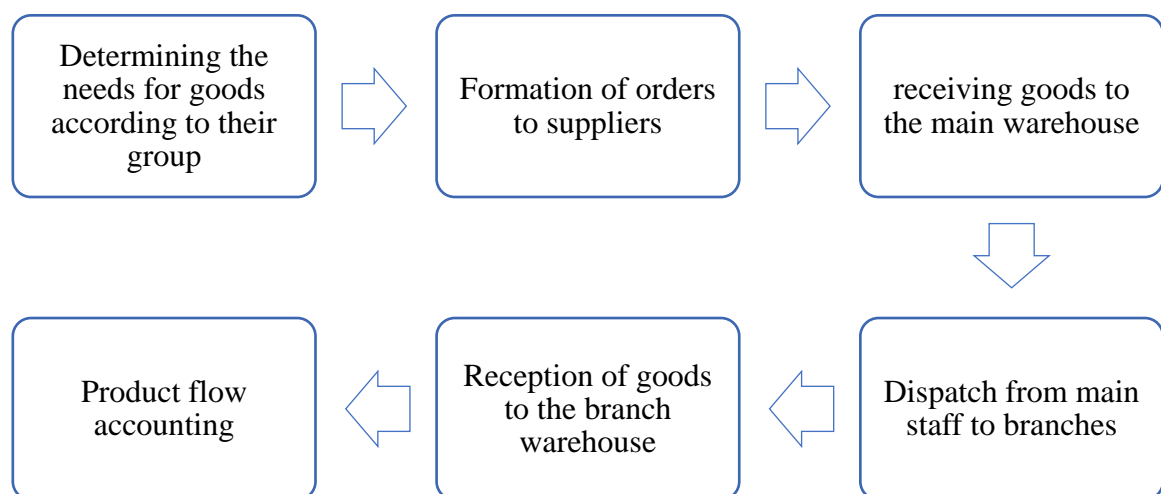 Determining the
needs for goods
according to their
group
Formation of orders
to suppliers
receiving goods to
the main warehouse
Dispatch from main
staff to branches
Reception of goods
to the branch
warehouse
Product flow
accounting